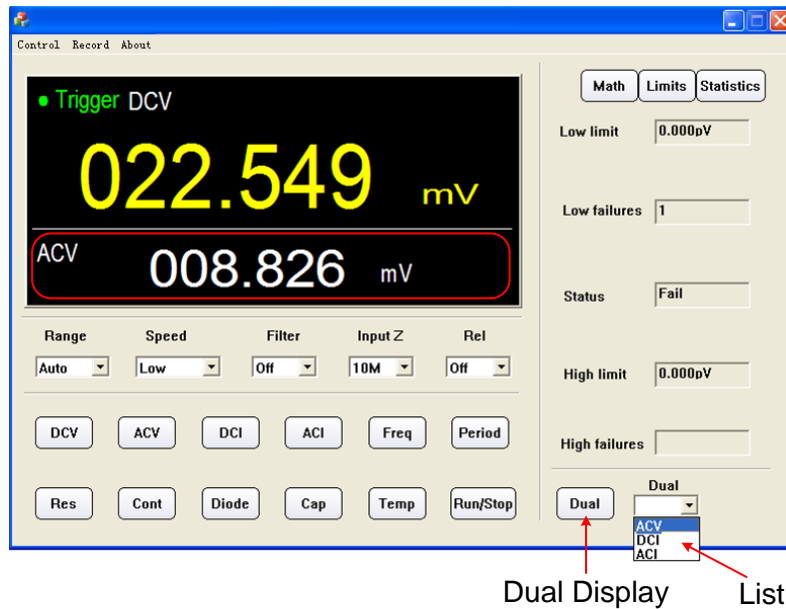 Control Record About
Trigger DCV
022.549 mV
ACV 008.826 mV
Range Speed Filter Input Z Rel
Auto Low Off 10M Off
DCV ACV DCI ACI Freq Period
Res Cont Diode Cap Temp Run/Stop
Math Limits Statistics
Low limit 0.000pV
Low failures 1
Status Fail
High limit 0.000pV
High failures
Dual
Dual
ACV
DCI
ACI
Dual Display List